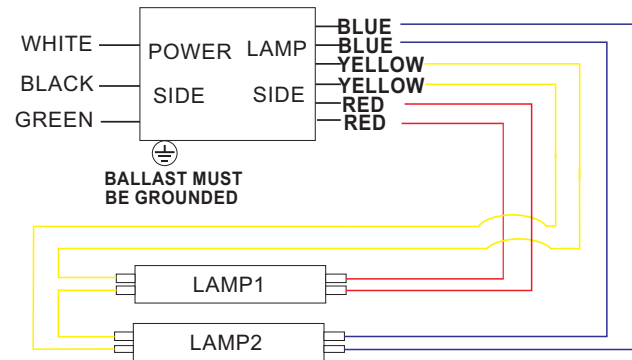 WHITE
BLACK
GREEN
POWER LAMP
SIDE SIDE
BLUE
BLUE
YELLOW
YELLOW
RED
RED
BALLAST MUST
BE GROUNDED
LAMP1
LAMP2